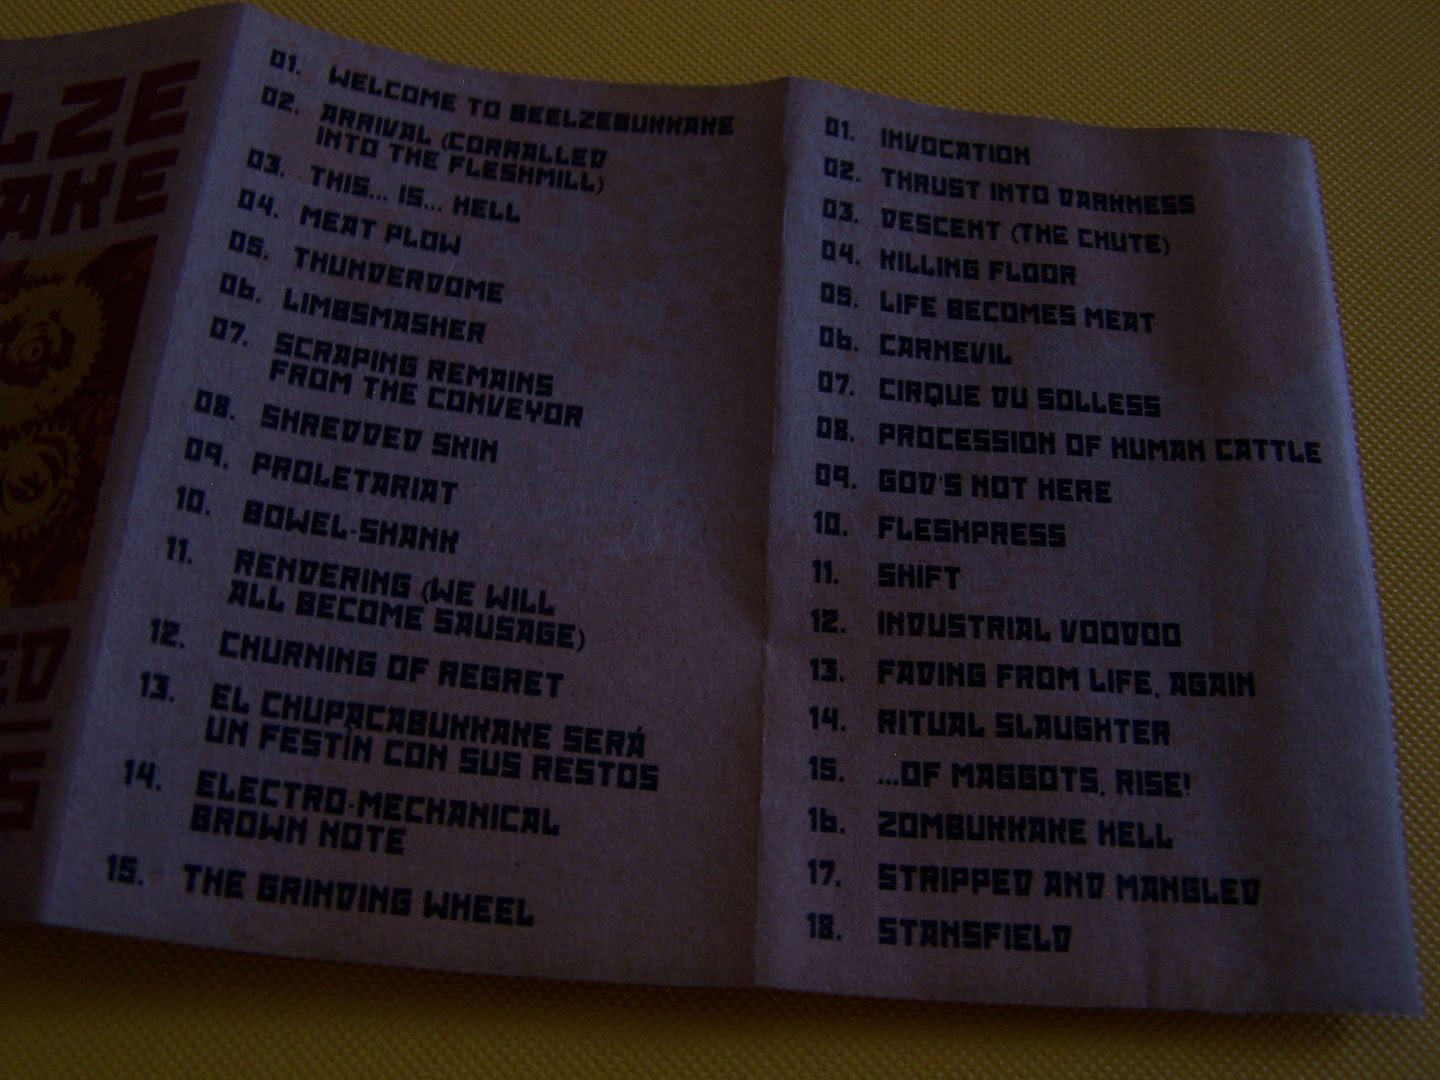 LZE
AKE
ED
S
01. WELCOME TO BEELZEBUKKAKE
02. ARRIVAL (CORRALLED
INTO THE FLESHMILL)
03. THIS... IS... HELL
04. MEAT PLOW
05. THUNDERDOME
06. LIMBSMASHER
07. SCRAPING REMAINS
FROM THE CONVEYOR
08. SHREDDED SKIN
09. PROLETARIAT
10. BOWEL-SHANK
11. RENDERING (WE WILL
ALL BECOME SAUSAGE)
12. CHURNING OF REGRET
13. EL CHUPACABUKKAKE SERÁ
UN FESTÍN CON SUS RESTOS
14. ELECTRO-MECHANICAL
BROWN NOTE
15. THE GRINDING WHEEL
01. INVOCATION
02. THRUST INTO DARKNESS
03. DESCENT (THE CHUTE)
04. KILLING FLOOR
05. LIFE BECOMES MEAT
06. CARNEVIL
07. CIRQUE DU SOLLESS
08. PROCESSION OF HUMAN CATTLE
09. GOD'S NOT HERE
10. FLESHPRESS
11. SHIFT
12. INDUSTRIAL VOODOO
13. FADING FROM LIFE, AGAIN
14. RITUAL SLAUGHTER
15. ...OF MAGGOTS, RISE!
16. ZOMBUKKAKE HELL
17. STRIPPED AND MANGLED
18. STANSFIELD